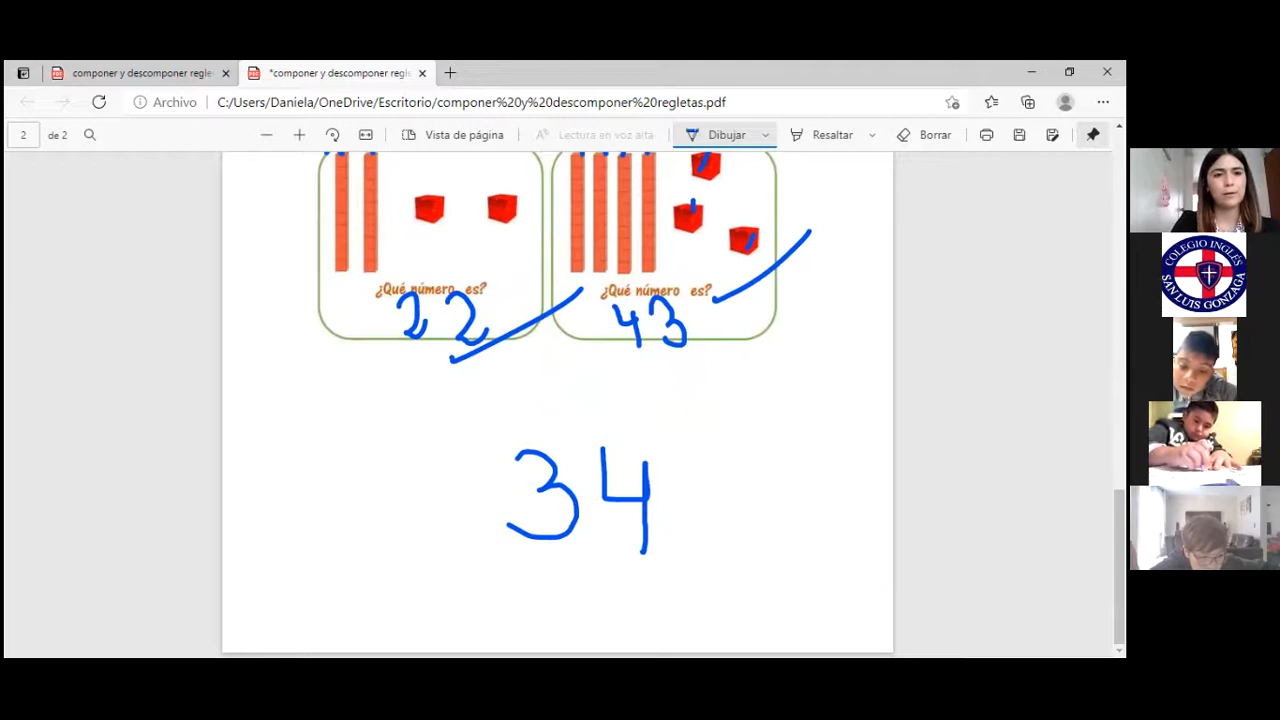 componer y descomponer regle
*componer y descomponer regle
Archivo
C:/Users/Daniela/OneDrive/Escritorio/componer%20y%20descomponer%20regletas.pdf
2 de 2
Vista de página
Lectura en voz alta
Dibujar
Resaltar
Borrar
¿Qué número es?
22
¿Qué número es?
43
34
COLEGIO INGLÉS
SAN LUIS GONZAGA